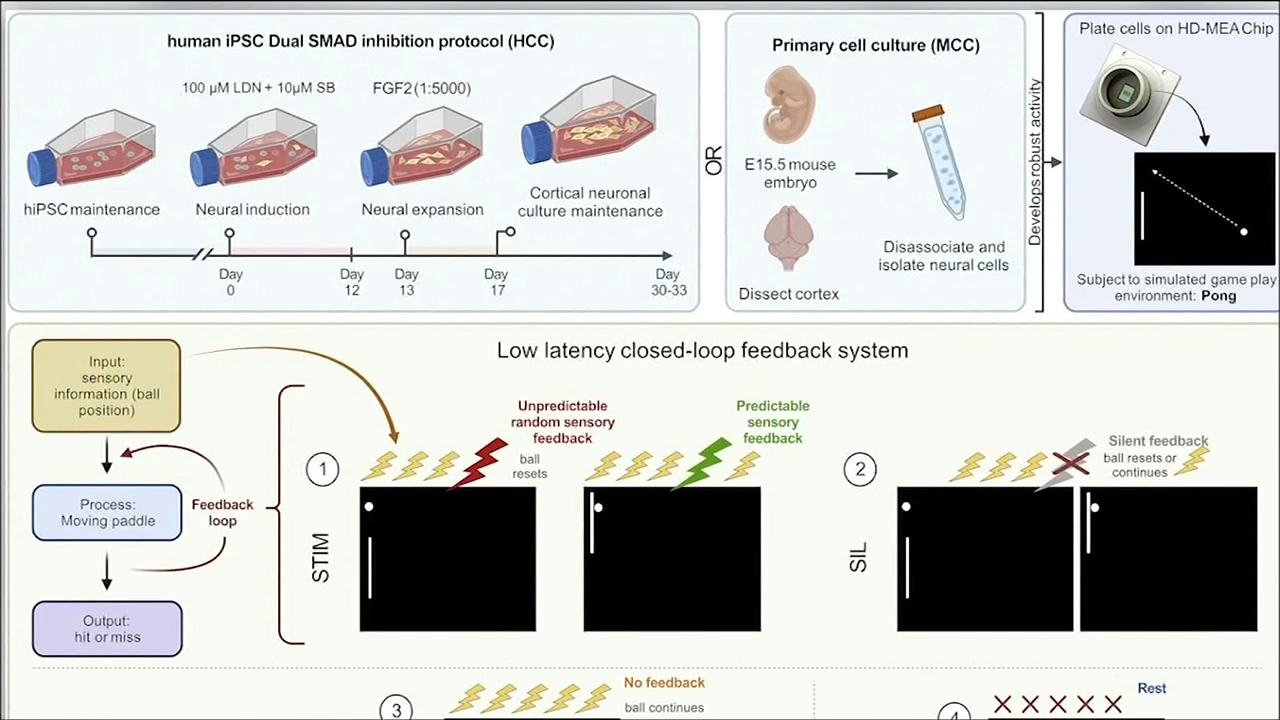 human iPSC Dual SMAD inhibition protocol (HCC)
100 µM LDN + 10µM SB
FGF2 (1:5000)
hiPSC maintenance
Neural induction
Neural expansion
Cortical neuronal
culture maintenance
Day
0
Day
12
Day
13
Day
17
Day
30-33
OR
Primary cell culture (MCC)
E15.5 mouse
embryo
Dissect cortex
Disassociate and
isolate neural cells
Develops robust activity
Plate cells on HD-MEA Chip
Subject to simulated game play
environment: Pong
Low latency closed-loop feedback system
Input:
sensory
information (ball
position)
Process:
Moving paddle
Output:
hit or miss
Feedback
loop
1
STIM
Unpredictable
random sensory
feedback
ball
resets
Predictable
sensory
feedback
2
SIL
Silent feedback
ball resets or
continues
3
No feedback
ball continues
4
Rest